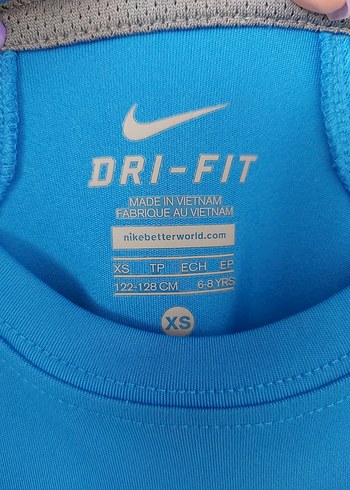 DRI-FIT
MADE IN VIETNAM
FABRIQUE AU VIETNAM
nikebetterworld.com
XS TP ECH EP
122-128 CM 6-8 YRS
XS